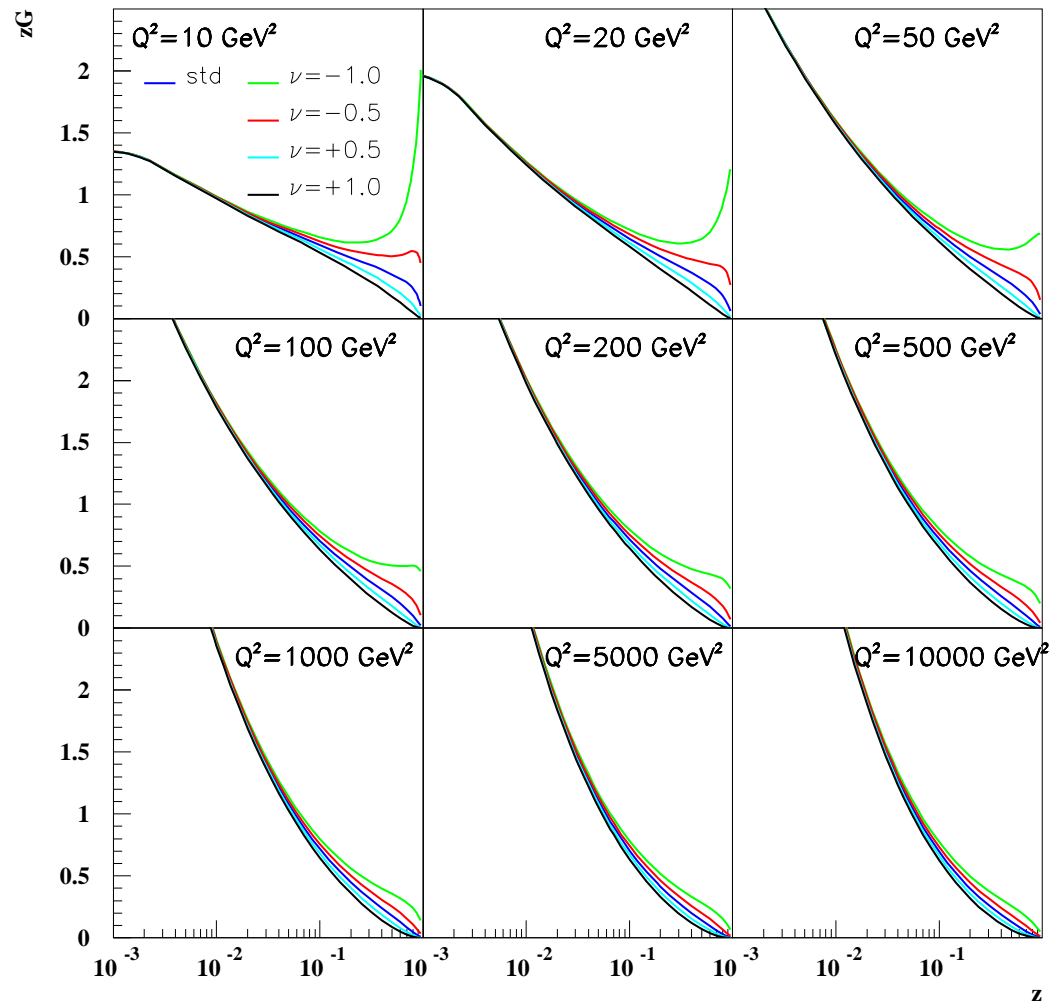 zG
Q²=10 GeV² Q²=20 GeV² Q²=50 GeV²
std ν=−1.0
ν=−0.5
ν=+0.5
ν=+1.0
2
1.5
1
0.5
0
Q²=100 GeV² Q²=200 GeV² Q²=500 GeV²
2
1.5
1
0.5
0
Q²=1000 GeV² Q²=5000 GeV² Q²=10000 GeV²
2
1.5
1
0.5
0
10⁻³ 10⁻² 10⁻¹ 10⁻³ 10⁻² 10⁻¹ 10⁻³ 10⁻² 10⁻¹
z